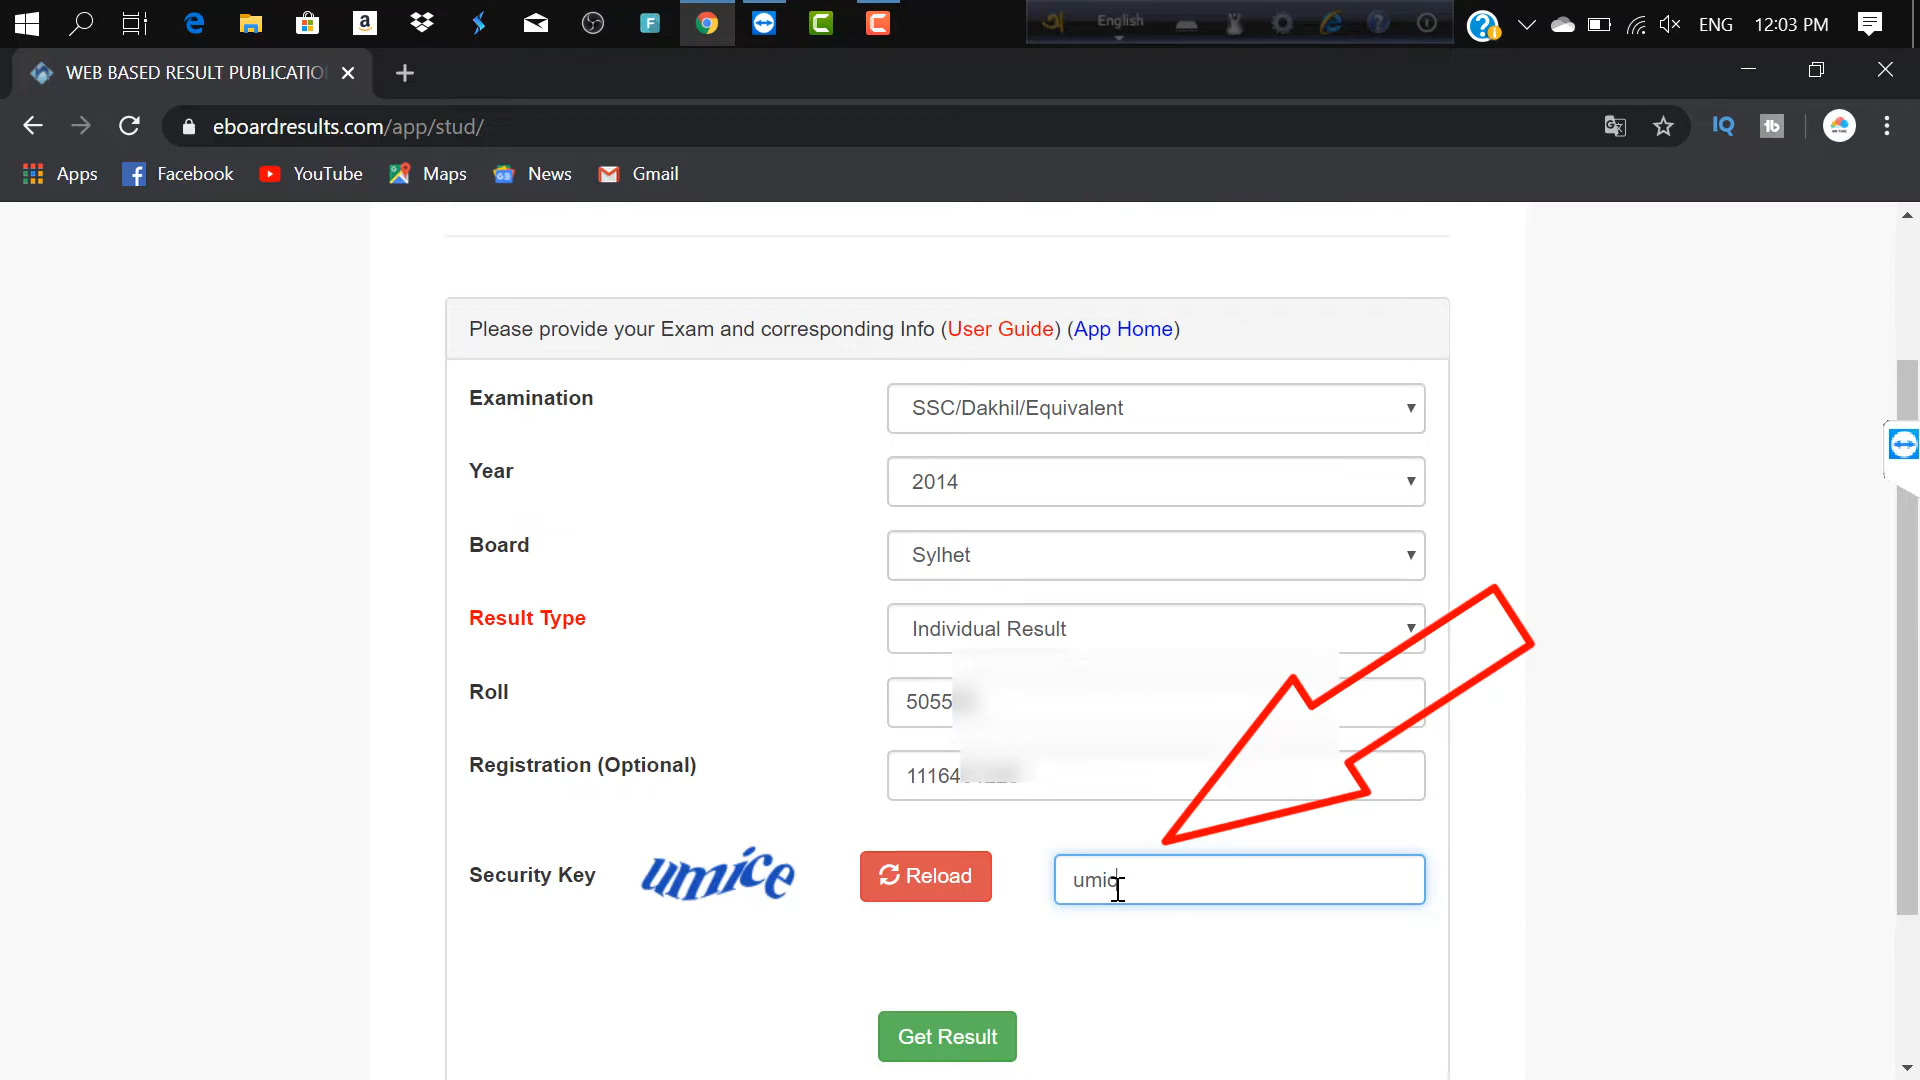 English
ENG 12:03 PM
WEB BASED RESULT PUBLICATIO
eboardresults.com/app/stud/
Apps Facebook YouTube Maps News Gmail
Please provide your Exam and corresponding Info (User Guide) (App Home)
Examination SSC/Dakhil/Equivalent
Year 2014
Board Sylhet
Result Type Individual Result
Roll 5055
Registration (Optional) 11164
Security Key umice Reload umic
Get Result